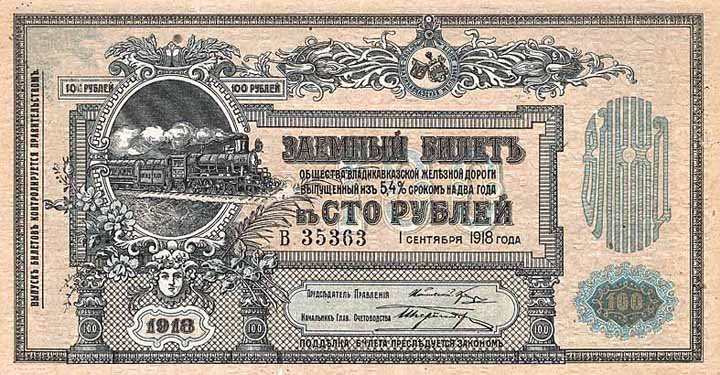 100 РУБЛЕЙ
100 РУБЛЕЙ
ВЫПУСКЪ БИЛЕТОВЪ КОНТРОЛИРУЕТСЯ ПРАВИТЕЛЬСТВОМЪ
ЗАЕМНЫЙ БИЛЕТЪ
ОБЩЕСТВА ВЛАДИКАВКАЗСКОЙ ЖЕЛѢЗНОЙ ДОРОГИ
ВЫПУЩЕННЫЙ ИЗЪ 5,4% СРОКОМЪ НА ДВА ГОДА
въ СТО РУБЛЕЙ
В 35363
1 СЕНТЯБРЯ 1918 ГОДА
ПРЕДСѢДАТЕЛЬ ПРАВЛЕНІЯ
НАЧАЛЬНИКЪ ГЛАВ. СЧЕТОВОДСТВА
1918
100
100
100
ПОДДѢЛКА БИЛЕТА ПРЕСЛѢДУЕТСЯ ЗАКОНОМЪ